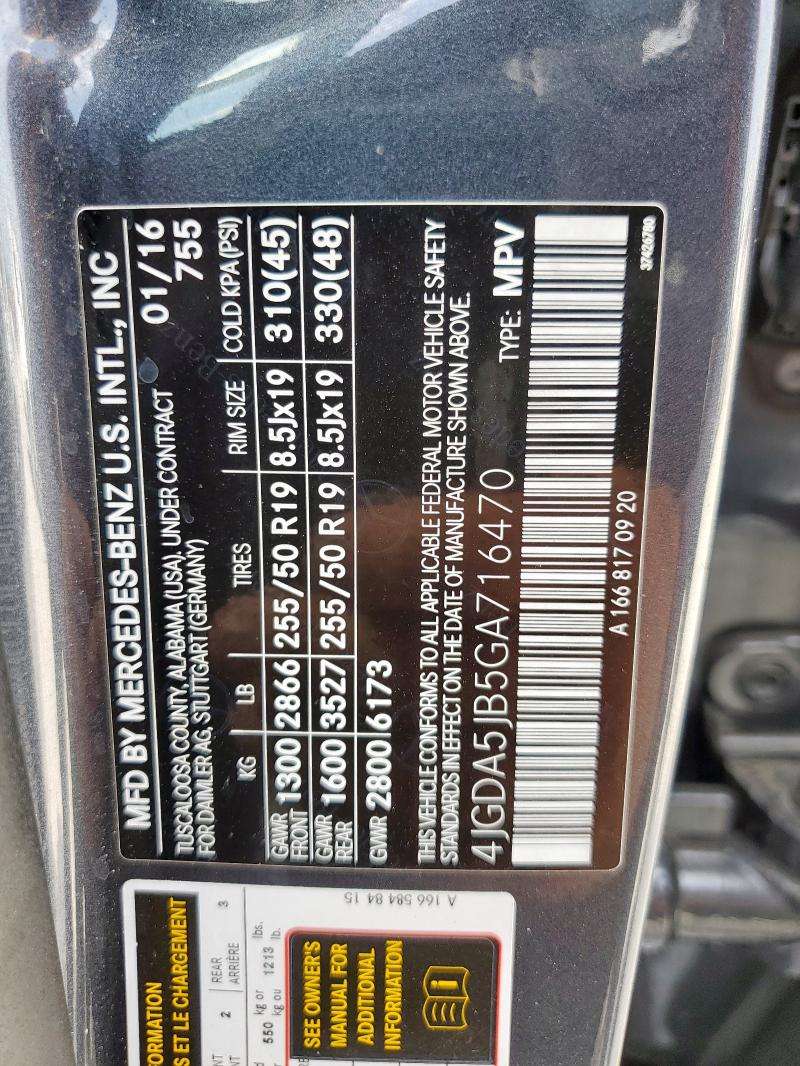 MFD BY MERCEDES-BENZ U.S. INTL., INC
TUSCALOOSA COUNTY, ALABAMA (USA), UNDER CONTRACT 01/16
FOR DAIMLER AG, STUTTGART (GERMANY) 755
KG LB TIRES RIM SIZE COLD KPA(PSI)
GAWR FRONT 1300 2866 255/50 R19 8.5Jx19 310(45)
GAWR REAR 1600 3527 255/50 R19 8.5Jx19 330(48)
GVWR 2800 6173
THIS VEHICLE CONFORMS TO ALL APPLICABLE FEDERAL MOTOR VEHICLE SAFETY
STANDARDS IN EFFECT ON THE DATE OF MANUFACTURE SHOWN ABOVE.
4JGDA5JB5GA716470 TYPE: MPV
A 166 817 09 20
37426780
ORMATION
S ET LE CHARGEMENT
2 REAR 3
ARRIÈRE
550 kg or 1213 lbs.
kg ou lb.
SEE OWNER'S
MANUAL FOR
ADDITIONAL
INFORMATION
A 166 584 84 15